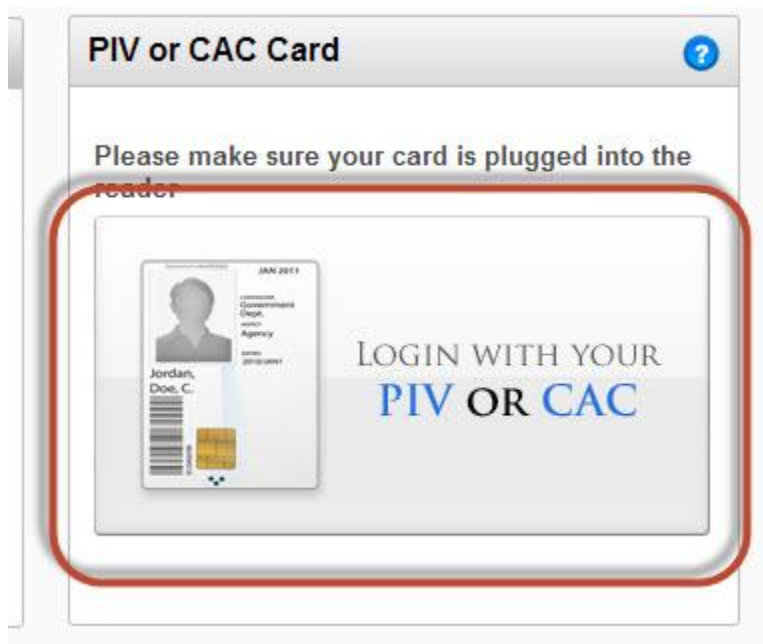 PIV or CAC Card
?
Please make sure your card is plugged into the
reader
JAN 2011
Government
Dept.
Agency
Jordan,
Doe, C.
LOGIN WITH YOUR
PIV OR CAC